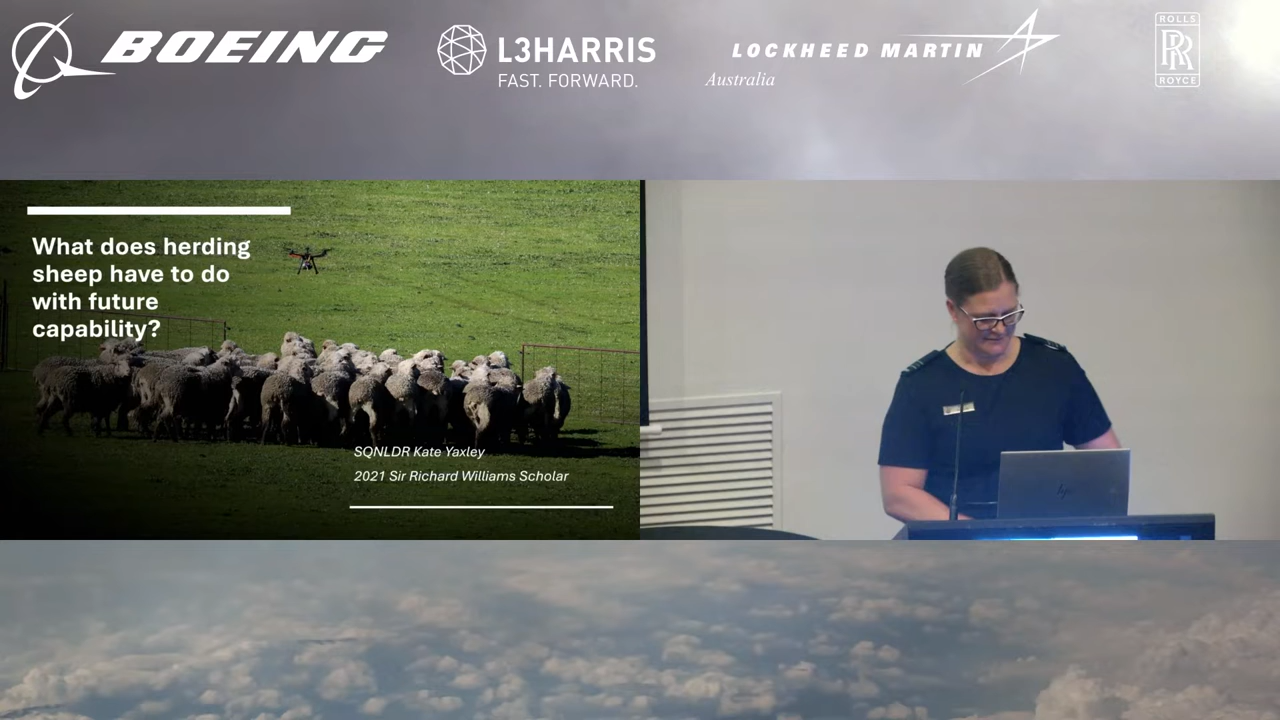 BOEING
L3HARRIS
FAST. FORWARD.
LOCKHEED MARTIN
Australia
ROLLS
RR
ROYCE
What does herding
sheep have to do
with future
capability?
SQNLDR Kate Yaxley
2021 Sir Richard Williams Scholar
hp